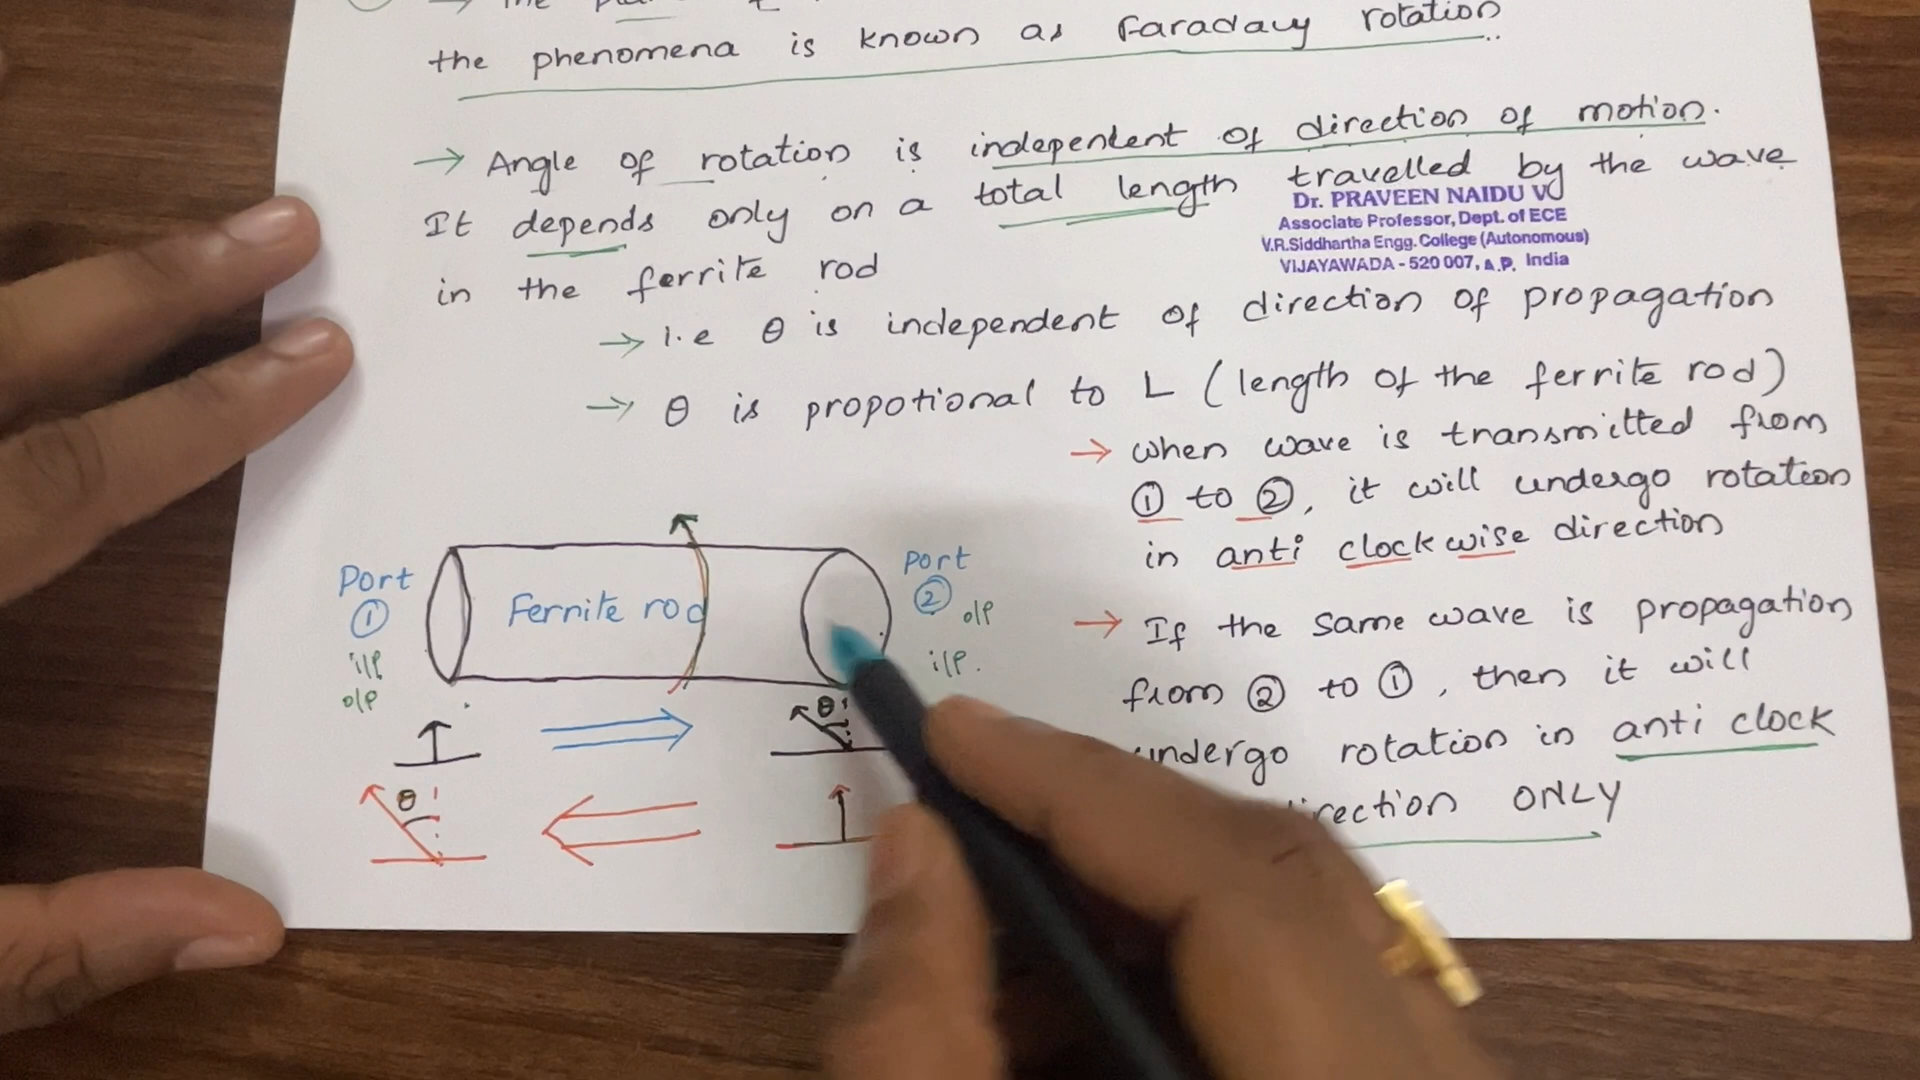 the phenomena is known as Faraday rotation
→ Angle of rotation is independent of direction of motion.
It depends only on a total length travelled by the wave
in the ferrite rod
Dr. PRAVEEN NAIDU V
Associate Professor, Dept. of ECE
V.R.Siddhartha Engg. College (Autonomous)
VIJAYAWADA - 520 007, A.P. India
→ i.e θ is independent of direction of propagation
→ θ is propotional to L (length of the ferrite rod)
→ when wave is transmitted from
① to ②, it will undergo rotation
in anti clockwise direction
→ If the same wave is propagation
from ② to ①, then it will
undergo rotation in anti clock
direction ONLY
Port
①
i/p
o/p
Ferrite rod
Port
②
o/p
i/p.
θ
θ